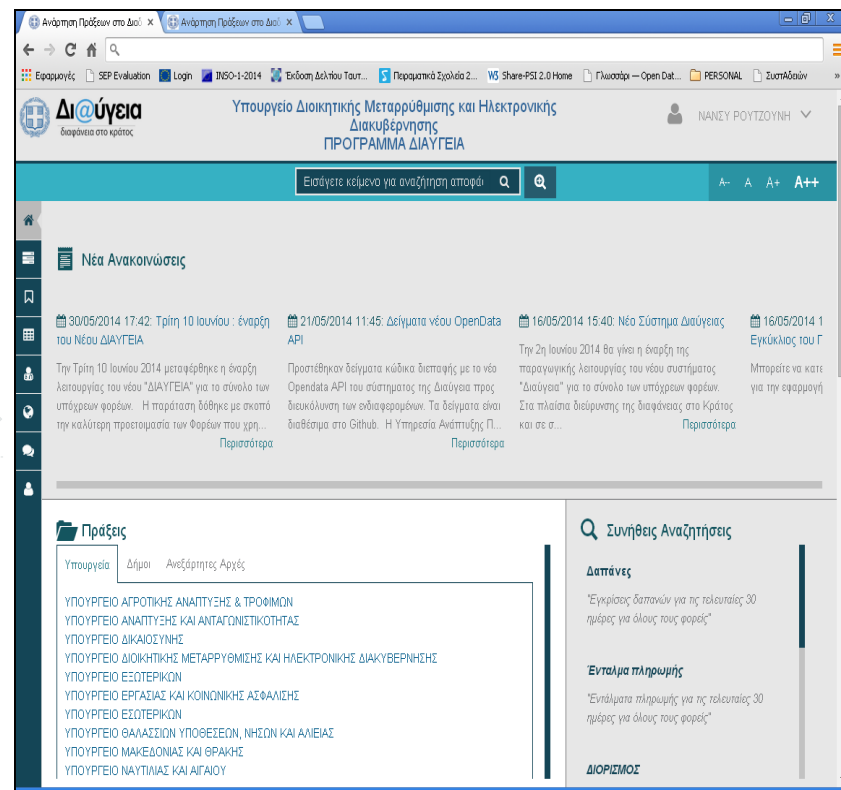 Ανάρτηση Πράξεων στο Διαύ
Ανάρτηση Πράξεων στο Διαύ
Εφαρμογές
SEP Evaluation
Login
INSO-1-2014
Έκδοση Δελτίου Ταυτ...
Πειραματικά Σχολεία 2...
Share-PSI 2.0 Home
Γλωσσάρι — Open Dat...
PERSONAL
ΣυστΑδειών
»
Δι@ύγεια
διαφάνεια στο κράτος
Υπουργείο Διοικητικής Μεταρρύθμισης και Ηλεκτρονικής
Διακυβέρνησης
ΠΡΟΓΡΑΜΜΑ ΔΙΑΥΓΕΙΑ
ΝΑΝΣΥ ΡΟΥΤΖΟΥΝΗ
Εισάγετε κείμενο για αναζήτηση αποφά
A-- A A+ A++
Νέα Ανακοινώσεις
30/05/2014 17:42: Τρίτη 10 Ιουνίου : έναρξη
του Νέου ΔΙΑΥΓΕΙΑ
Την Τρίτη 10 Ιουνίου 2014 μεταφέρθηκε η έναρξη
λειτουργίας του νέου "ΔΙΑΥΓΕΙΑ" για το σύνολο των
υπόχρεων φορέων. Η παράταση δόθηκε με σκοπό
την καλύτερη προετοιμασία των Φορέων που χρη...
Περισσότερα
21/05/2014 11:45: Δείγματα νέου OpenData
API
Προστέθηκαν δείγματα κώδικα διεπαφής με το νέο
Opendata API του συστήματος της Διαύγεια προς
διευκόλυνση των ενδιαφερομένων. Τα δείγματα είναι
διαθέσιμα στο Github. Η Υπηρεσία Ανάπτυξης Π...
Περισσότερα
16/05/2014 15:40: Νέο Σύστημα Διαύγειας
Την 2η Ιουνίου 2014 θα γίνει η έναρξη της
παραγωγικής λειτουργίας του νέου συστήματος
"Διαύγεια" για το σύνολο των υπόχρεων φορέων.
Στα πλαίσια διεύρυνσης της διαφάνειας στο Κράτος
και σε σ...
Περισσότερα
16/05/2014 1
Εγκύκλιος του Γ
Μπορείτε να κατε
για την εφαρμογή
Πράξεις
Υπουργεία Δήμοι Ανεξάρτητες Αρχές
ΥΠΟΥΡΓΕΙΟ ΑΓΡΟΤΙΚΗΣ ΑΝΑΠΤΥΞΗΣ & ΤΡΟΦΙΜΩΝ
ΥΠΟΥΡΓΕΙΟ ΑΝΑΠΤΥΞΗΣ ΚΑΙ ΑΝΤΑΓΩΝΙΣΤΙΚΟΤΗΤΑΣ
ΥΠΟΥΡΓΕΙΟ ΔΙΚΑΙΟΣΥΝΗΣ
ΥΠΟΥΡΓΕΙΟ ΔΙΟΙΚΗΤΙΚΗΣ ΜΕΤΑΡΡΥΘΜΙΣΗΣ ΚΑΙ ΗΛΕΚΤΡΟΝΙΚΗΣ ΔΙΑΚΥΒΕΡΝΗΣΗΣ
ΥΠΟΥΡΓΕΙΟ ΕΞΩΤΕΡΙΚΩΝ
ΥΠΟΥΡΓΕΙΟ ΕΡΓΑΣΙΑΣ ΚΑΙ ΚΟΙΝΩΝΙΚΗΣ ΑΣΦΑΛΙΣΗΣ
ΥΠΟΥΡΓΕΙΟ ΕΣΩΤΕΡΙΚΩΝ
ΥΠΟΥΡΓΕΙΟ ΘΑΛΑΣΣΙΩΝ ΥΠΟΘΕΣΕΩΝ, ΝΗΣΩΝ ΚΑΙ ΑΛΙΕΙΑΣ
ΥΠΟΥΡΓΕΙΟ ΜΑΚΕΔΟΝΙΑΣ ΚΑΙ ΘΡΑΚΗΣ
ΥΠΟΥΡΓΕΙΟ ΝΑΥΤΙΛΙΑΣ ΚΑΙ ΑΙΓΑΙΟΥ
Συνήθεις Αναζητήσεις
Δαπάνες
"Εγκρίσεις δαπανών για τις τελευταίες 30
ημέρες για όλους τους φορείς"
Ένταλμα πληρωμής
"Εντάλματα πληρωμής για τις τελευταίες 30
ημέρες για όλους τους φορείς"
ΔΙΟΡΙΣΜΟΣ